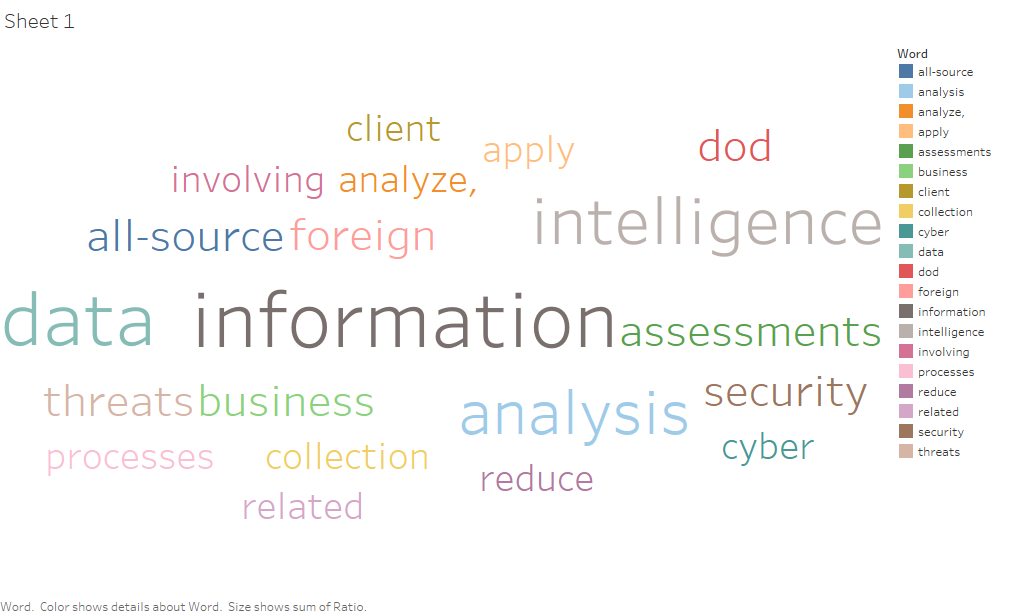 Sheet 1
client
apply
dod
involving
analyze,
intelligence
all-source
foreign
data
information
assessments
threats
business
analysis
security
processes
collection
cyber
reduce
related
Word
all-source
analysis
analyze,
apply
assessments
business
client
collection
cyber
data
dod
foreign
information
intelligence
involving
processes
reduce
related
security
threats
Word. Color shows details about Word. Size shows sum of Ratio.